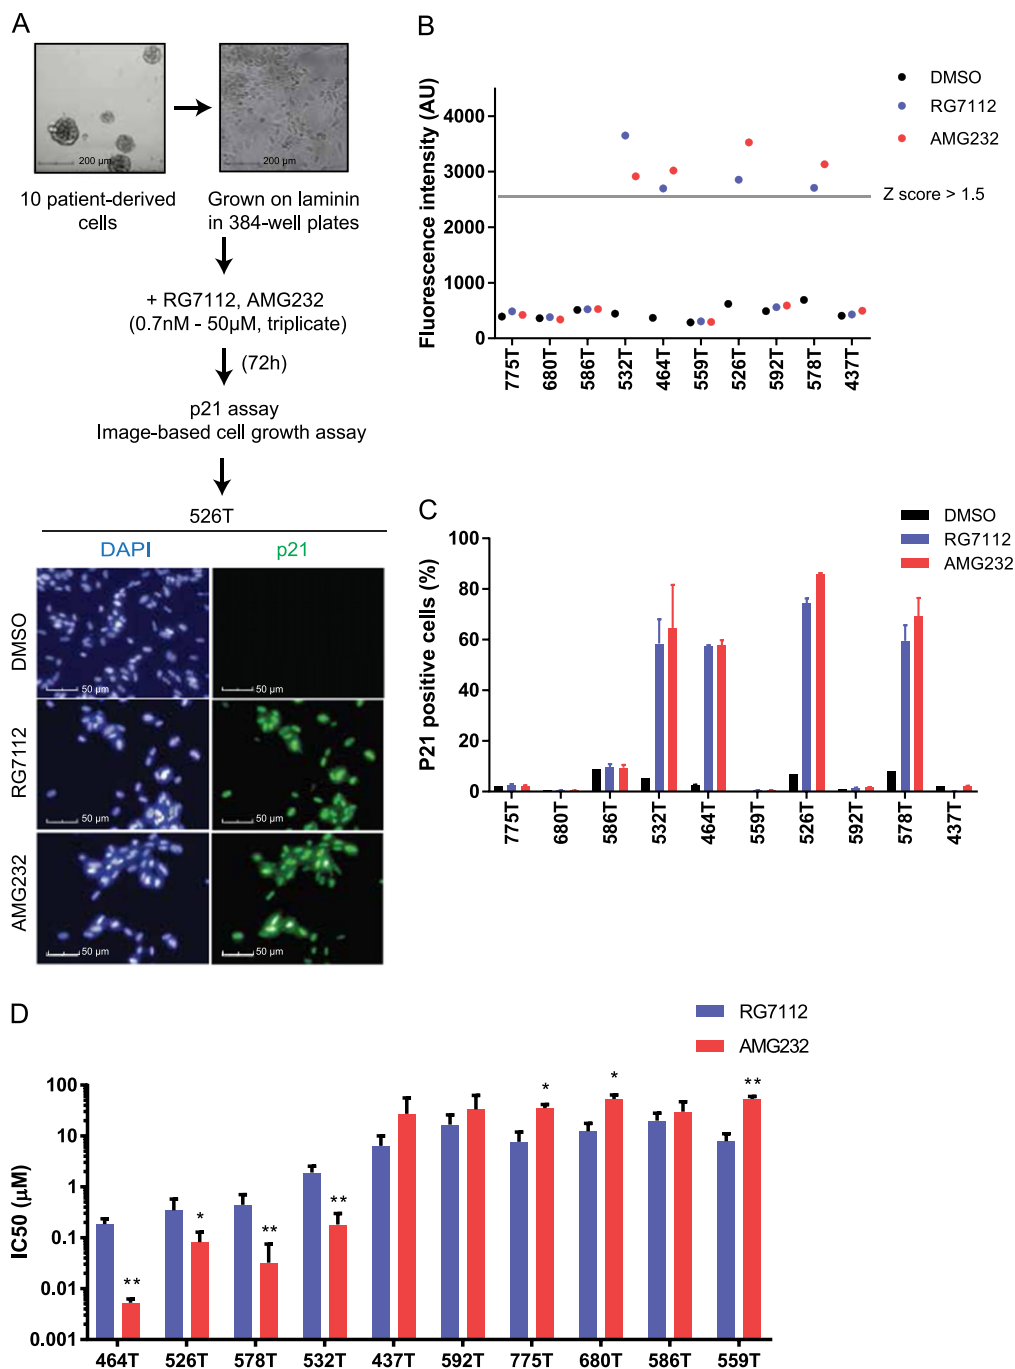 A
200 µm
200 µm
10 patient-derived
cells
Grown on laminin
in 384-well plates
+ RG7112, AMG232
(0.7nM - 50µM, triplicate)
(72h)
p21 assay
Image-based cell growth assay
526T
DAPI
p21
DMSO
50 µm
50 µm
RG7112
50 µm
50 µm
AMG232
50 µm
50 µm
B
DMSO
RG7112
AMG232
Fluorescence intensity (AU)
4000
3000
2000
1000
0
Z score > 1.5
775T
680T
586T
532T
464T
559T
526T
592T
578T
437T
C
DMSO
RG7112
AMG232
P21 positive cells (%)
100
80
60
40
20
0
775T
680T
586T
532T
464T
559T
526T
592T
578T
437T
D
RG7112
AMG232
IC50 (µM)
100
10
1
0.1
0.01
0.001
**
*
**
**
*
*
**
464T
526T
578T
532T
437T
592T
775T
680T
586T
559T